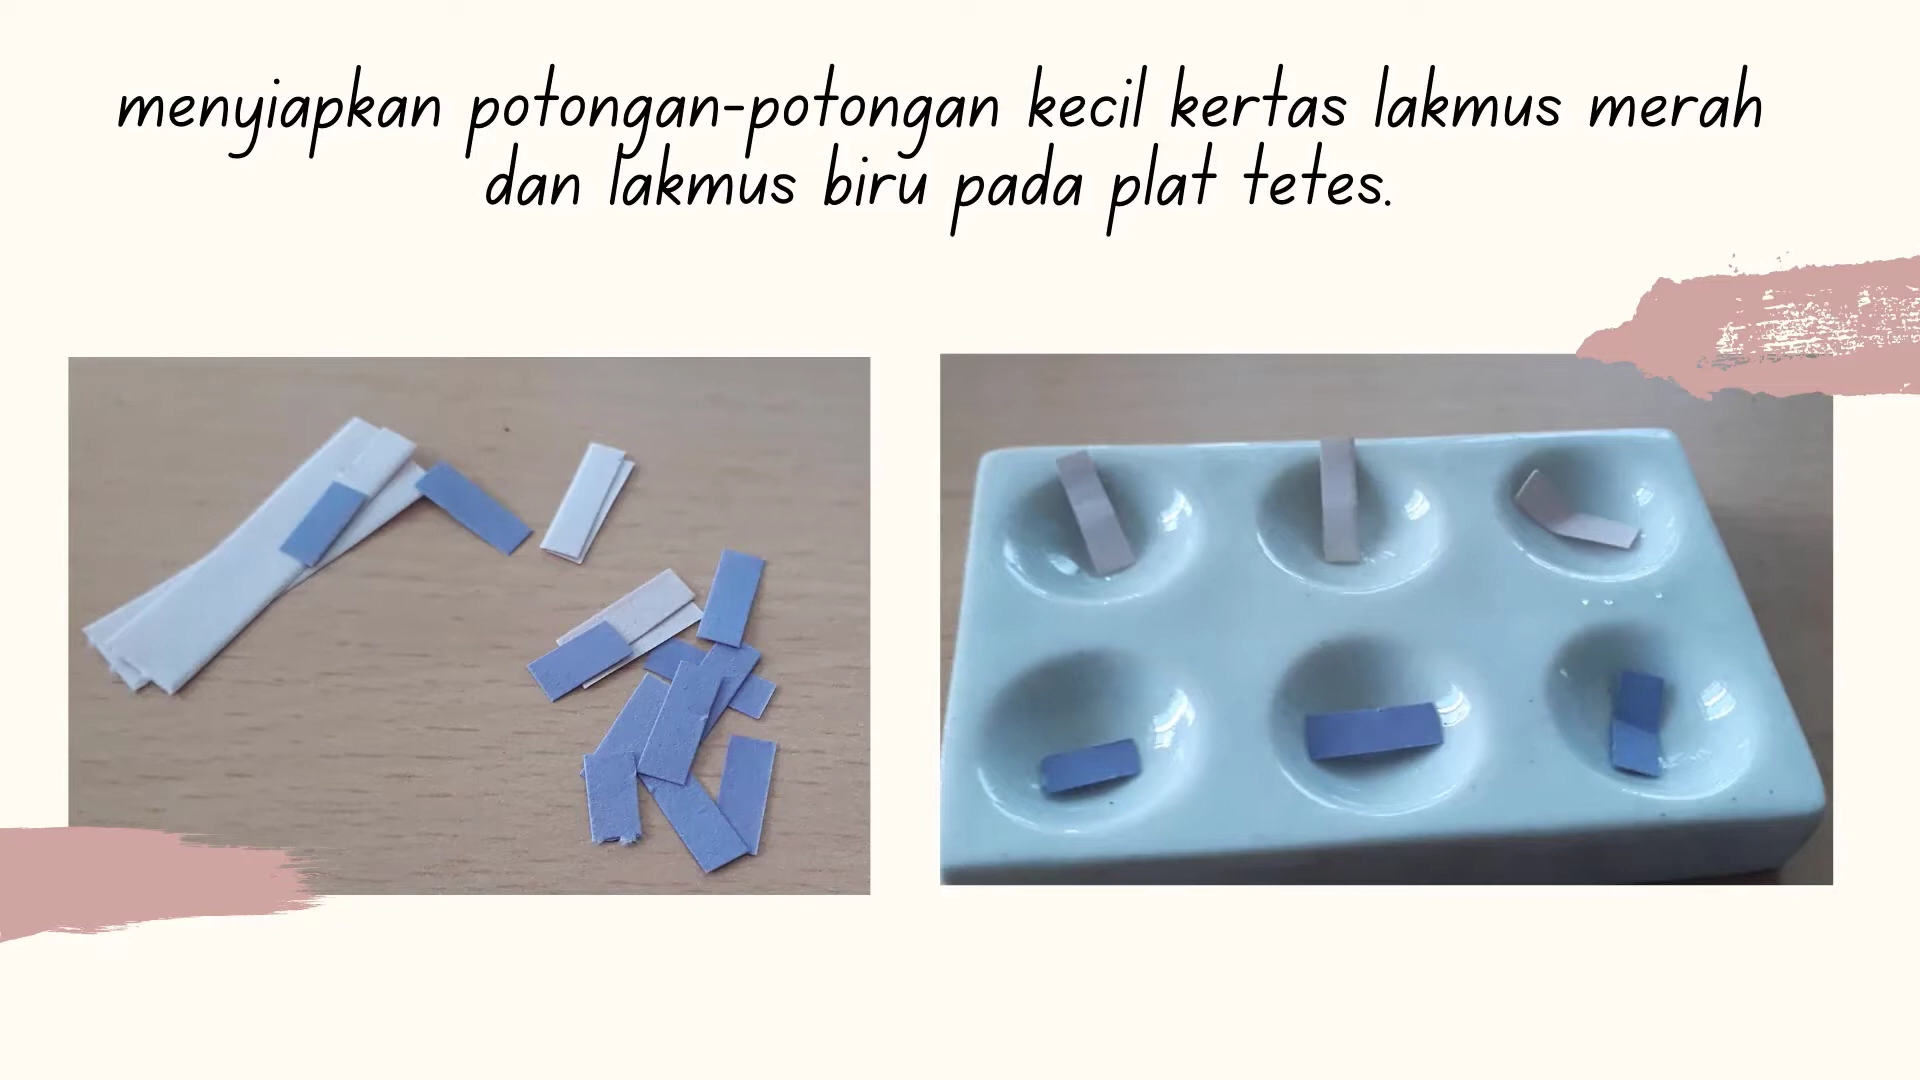 menyiapkan potongan-potongan kecil kertas lakmus merah
dan lakmus biru pada plat tetes.